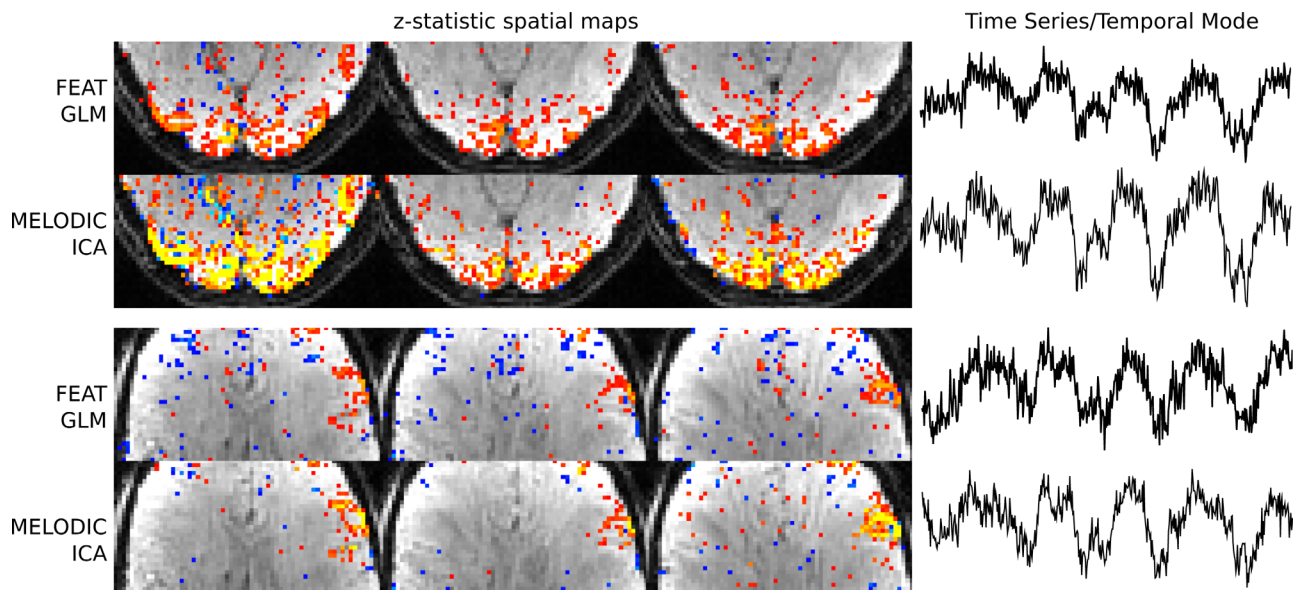 z-statistic spatial maps
Time Series/Temporal Mode
FEAT
GLM
MELODIC
ICA
FEAT
GLM
MELODIC
ICA